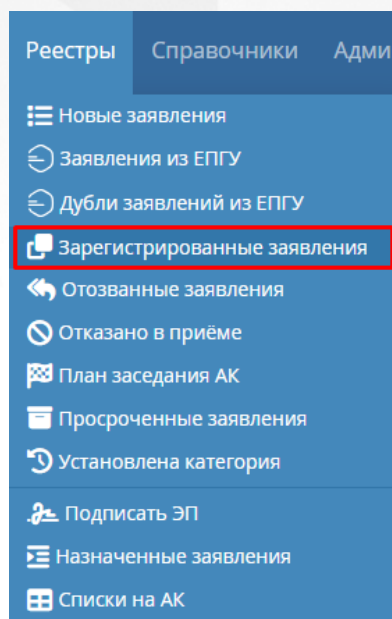 Реестры Справочники Адми
Новые заявления
Заявления из ЕПГУ
Дубли заявлений из ЕПГУ
Зарегистрированные заявления
Отозванные заявления
Отказано в приёме
План заседания АК
Просроченные заявления
Установлена категория
Подписать ЭП
Назначенные заявления
Списки на АК